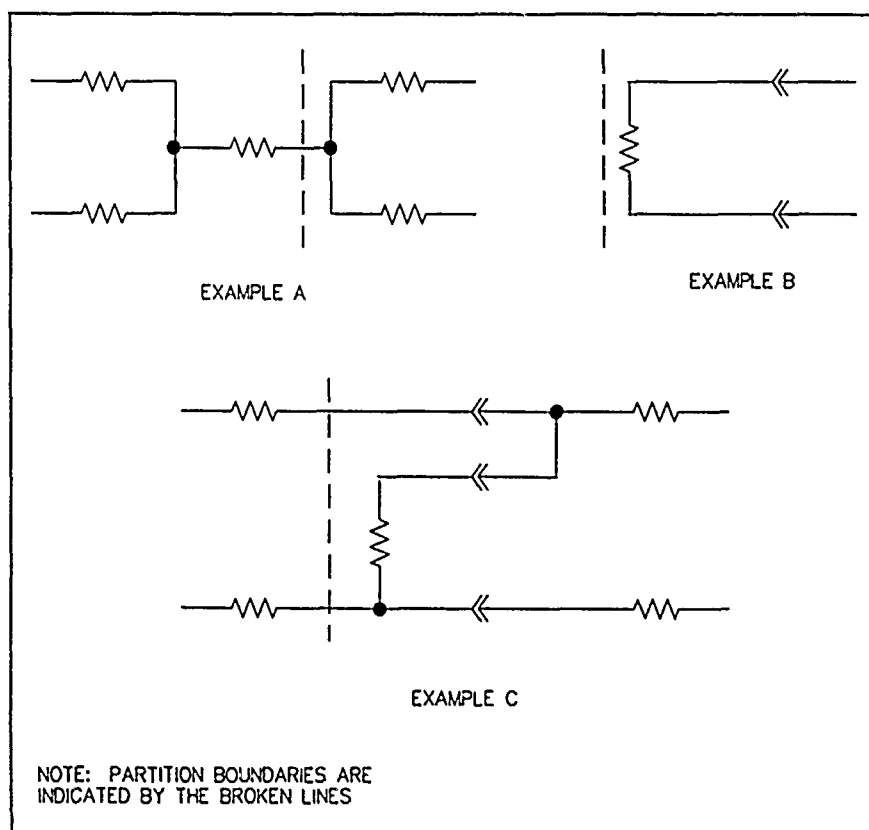 EXAMPLE A
EXAMPLE B
EXAMPLE C
NOTE: PARTITION BOUNDARIES ARE
INDICATED BY THE BROKEN LINES